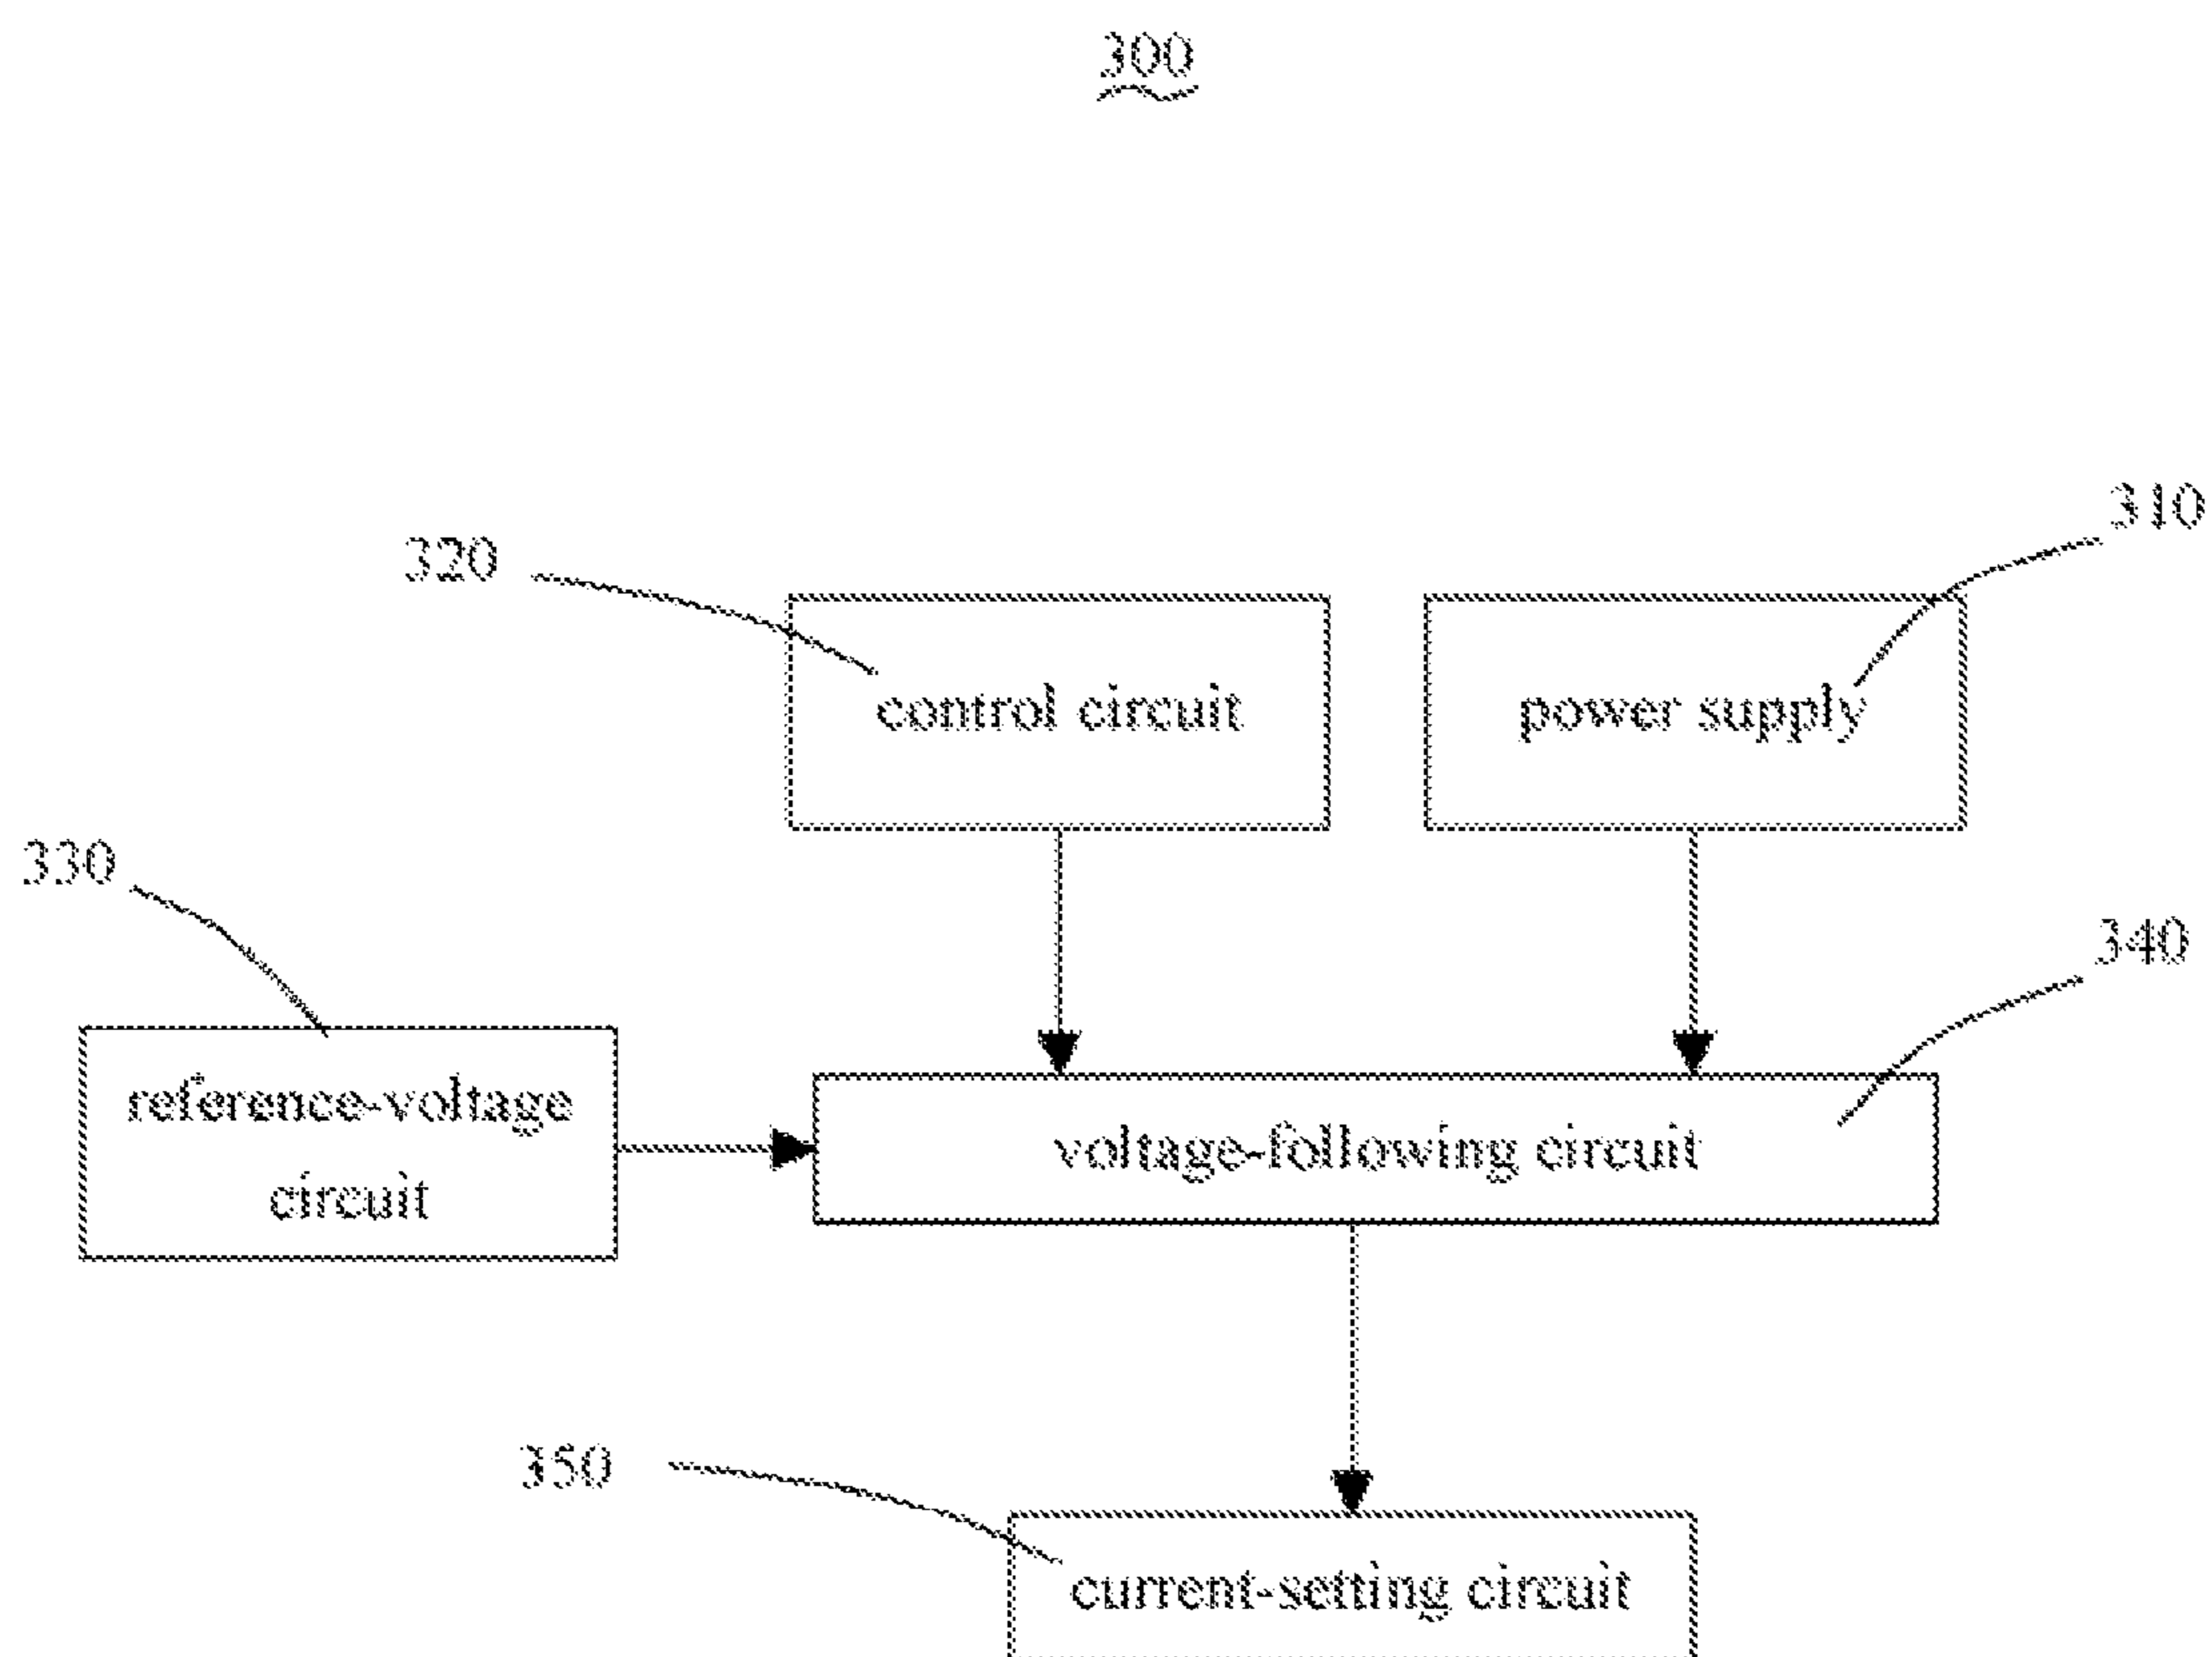 300
310
320
control circuit
power supply
330
340
reference-voltage
circuit
voltage-following circuit
350
current-setting circuit